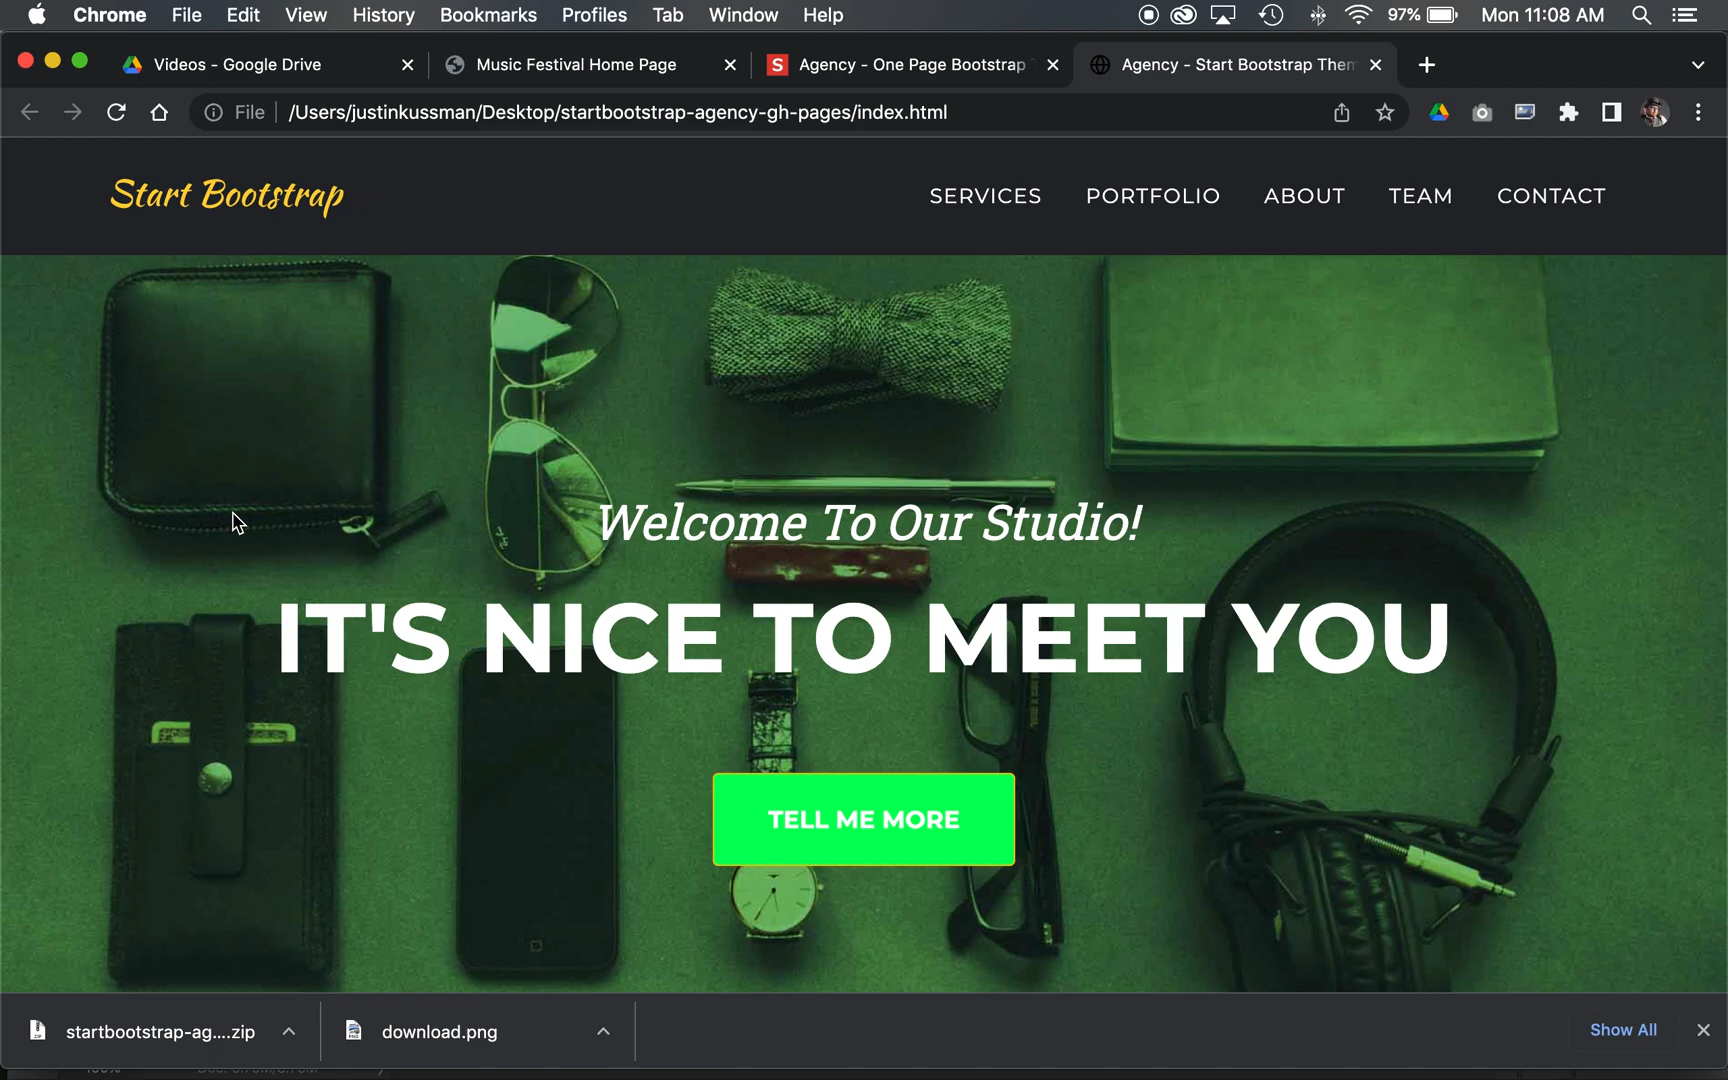 Chrome File Edit View History Bookmarks Profiles Tab Window Help 97% Mon 11:08 AM
Videos - Google Drive Music Festival Home Page S Agency - One Page Bootstrap Agency - Start Bootstrap Them
File /Users/justinkussman/Desktop/startbootstrap-agency-gh-pages/index.html
Start Bootstrap SERVICES PORTFOLIO ABOUT TEAM CONTACT
Welcome To Our Studio!
IT'S NICE TO MEET YOU
TELL ME MORE
startbootstrap-ag....zip download.png Show All